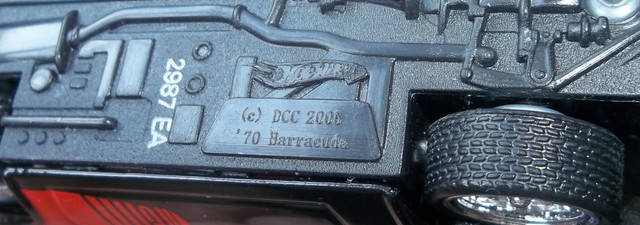 2987 EA
(c) DCC 2006
'70 Barracuda